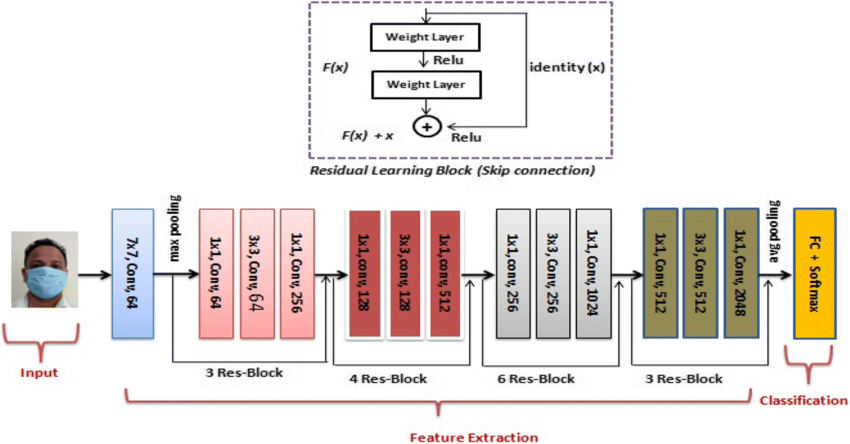 Weight Layer
Relu
F(x)
identity (x)
Weight Layer
+
F(x) + x
Relu
Residual Learning Block (Skip connection)
7x7, Conv, 64
max pooling
1x1, Conv, 64
3x3, Conv, 64
1x1, Conv, 256
1x1, conv, 128
3x3, conv, 128
1x1,conv, 512
1x1,conv, 256
3x3, Conv, 256
1x1, Conv, 1024
1x1, Conv, 512
3x3, Conv, 512
1x1, Conv, 2048
avg pooling
FC + Softmax
Input
3 Res-Block
4 Res-Block
6 Res-Block
3 Res-Block
Classification
Feature Extraction